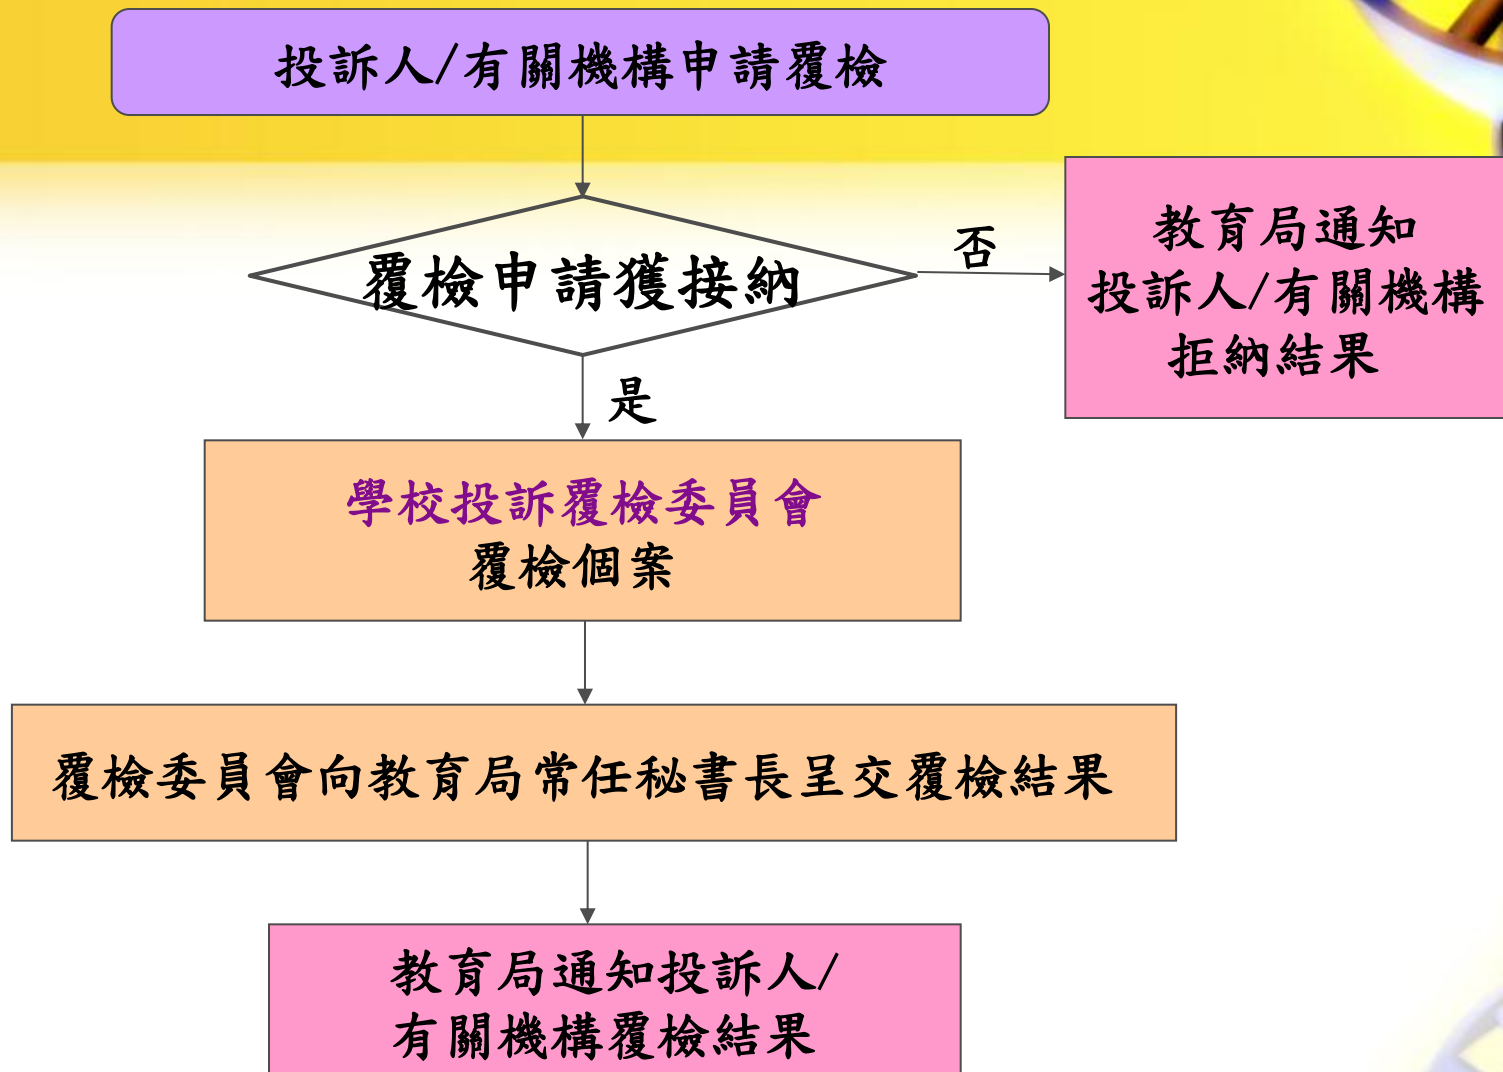 投訴人/有關機構申請覆檢
覆檢申請獲接納
否
教育局通知
投訴人/有關機構
拒納結果
是
學校投訴覆檢委員會
覆檢個案
覆檢委員會向教育局常任秘書長呈交覆檢結果
教育局通知投訴人/
有關機構覆檢結果